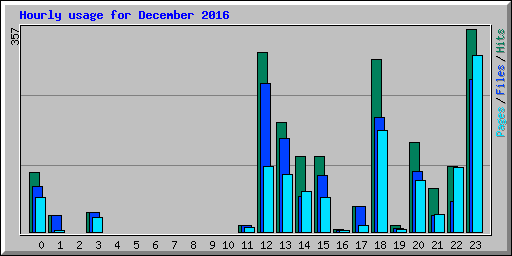 Hourly usage for December 2016
357
Pages/Files/Hits
0 1 2 3 4 5 6 7 8 9 10 11 12 13 14 15 16 17 18 19 20 21 22 23